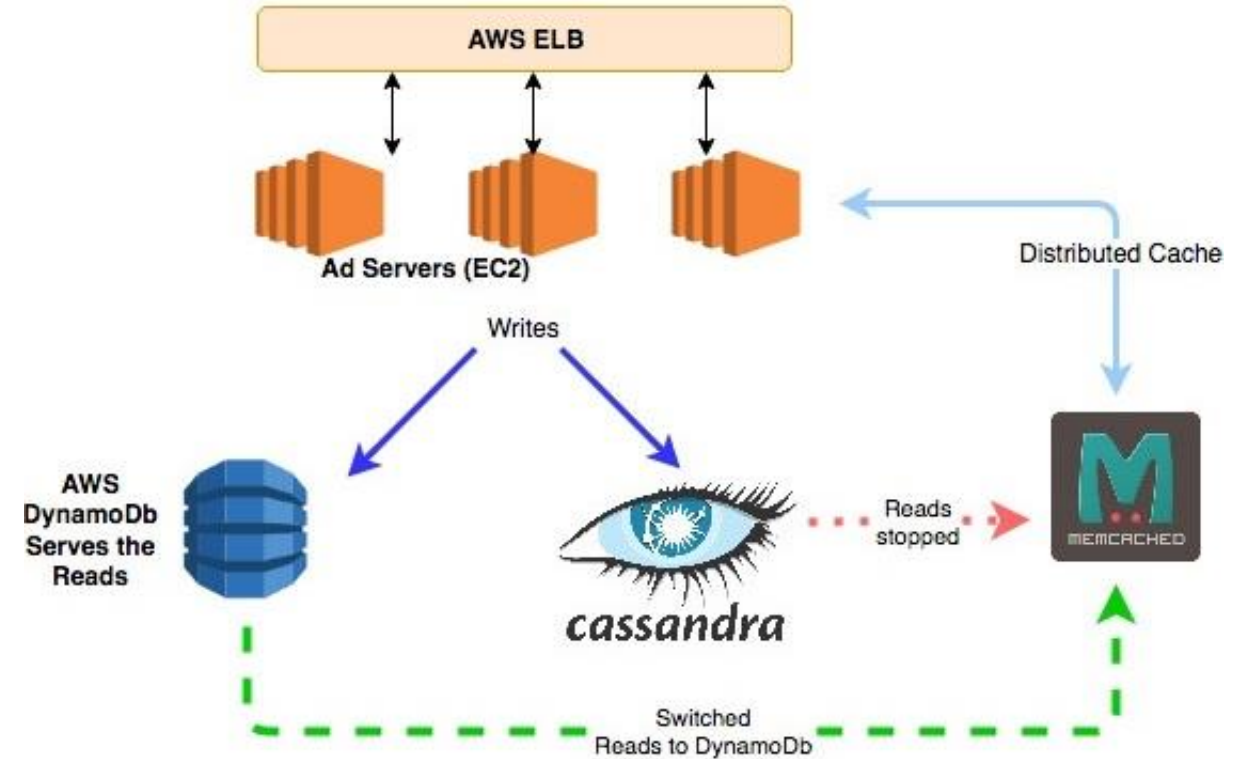 AWS ELB
Ad Servers (EC2)
Distributed Cache
Writes
AWS
DynamoDb
Serves the
Reads
cassandra
Reads
stopped
MEMCACHED
Switched
Reads to DynamoDb